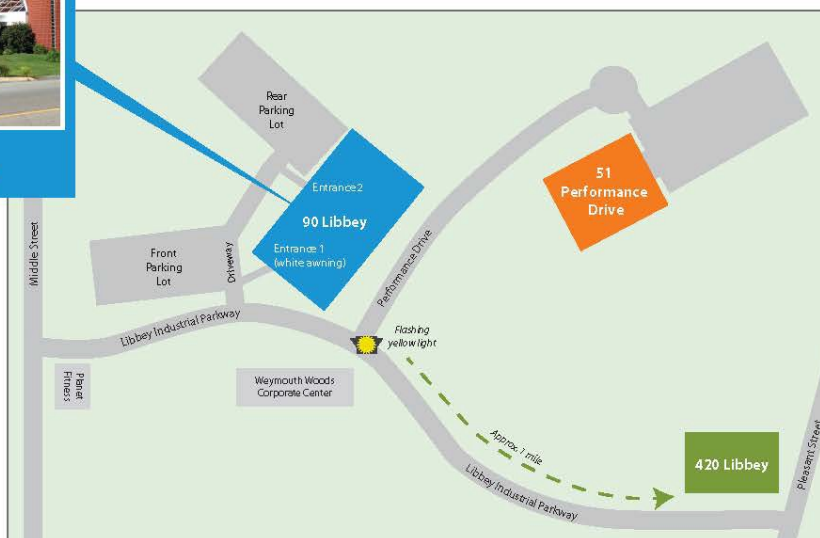 Rear
Parking
Lot
Entrance 2
90 Libbey
Entrance 1
(white awning)
Front
Parking
Lot
Driveway
Middle Street
Libbey Industrial Parkway
Planet
Fitness
Weymouth Woods
Corporate Center
Performance Drive
Flashing
yellow light
51
Performance
Drive
Approx. 1 mile
420 Libbey
Libbey Industrial Parkway
Pleasant Street